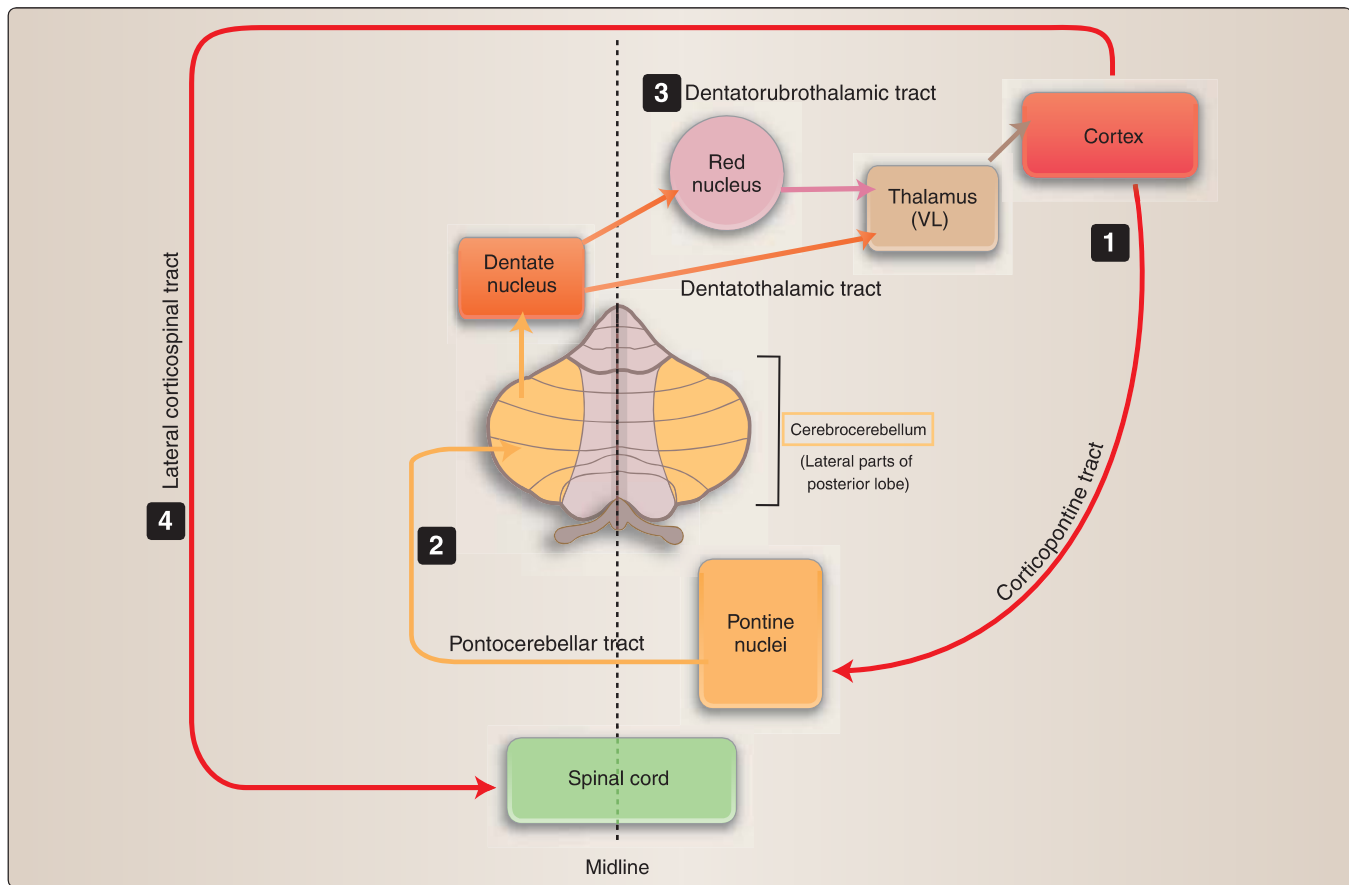 3
Dentatorubrothalamic tract
Cortex
Red
nucleus
Thalamus
(VL)
1
Dentate
nucleus
Dentatothalamic tract
Lateral corticospinal tract
Cerebrocerebellum
(Lateral parts of
posterior lobe)
4
2
Corticopontine tract
Pontine
nuclei
Pontocerebellar tract
Spinal cord
Midline